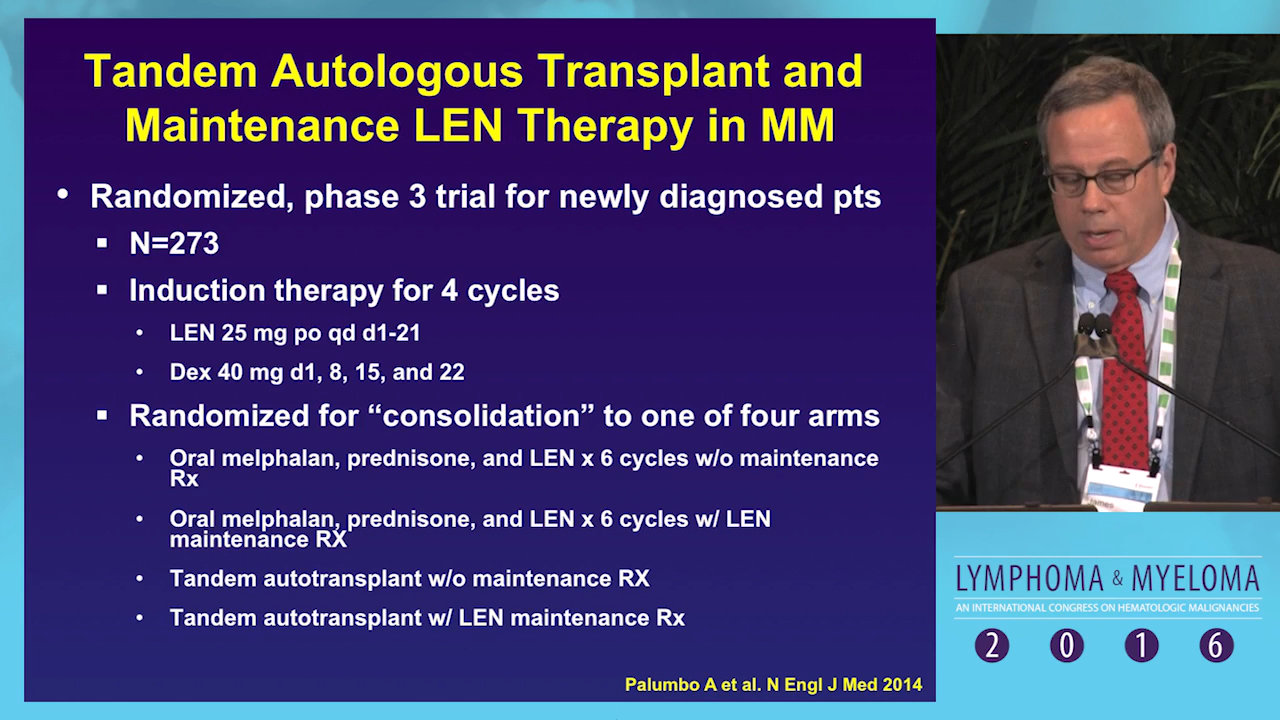 Tandem Autologous Transplant and
Maintenance LEN Therapy in MM
• Randomized, phase 3 trial for newly diagnosed pts
▪ N=273
▪ Induction therapy for 4 cycles
• LEN 25 mg po qd d1-21
• Dex 40 mg d1, 8, 15, and 22
▪ Randomized for “consolidation” to one of four arms
• Oral melphalan, prednisone, and LEN x 6 cycles w/o maintenance
Rx
• Oral melphalan, prednisone, and LEN x 6 cycles w/ LEN
maintenance RX
• Tandem autotransplant w/o maintenance RX
• Tandem autotransplant w/ LEN maintenance Rx
Palumbo A et al. N Engl J Med 2014
James
LYMPHOMA & MYELOMA
AN INTERNATIONAL CONGRESS ON HEMATOLOGIC MALIGNANCIES
2 0 1 6